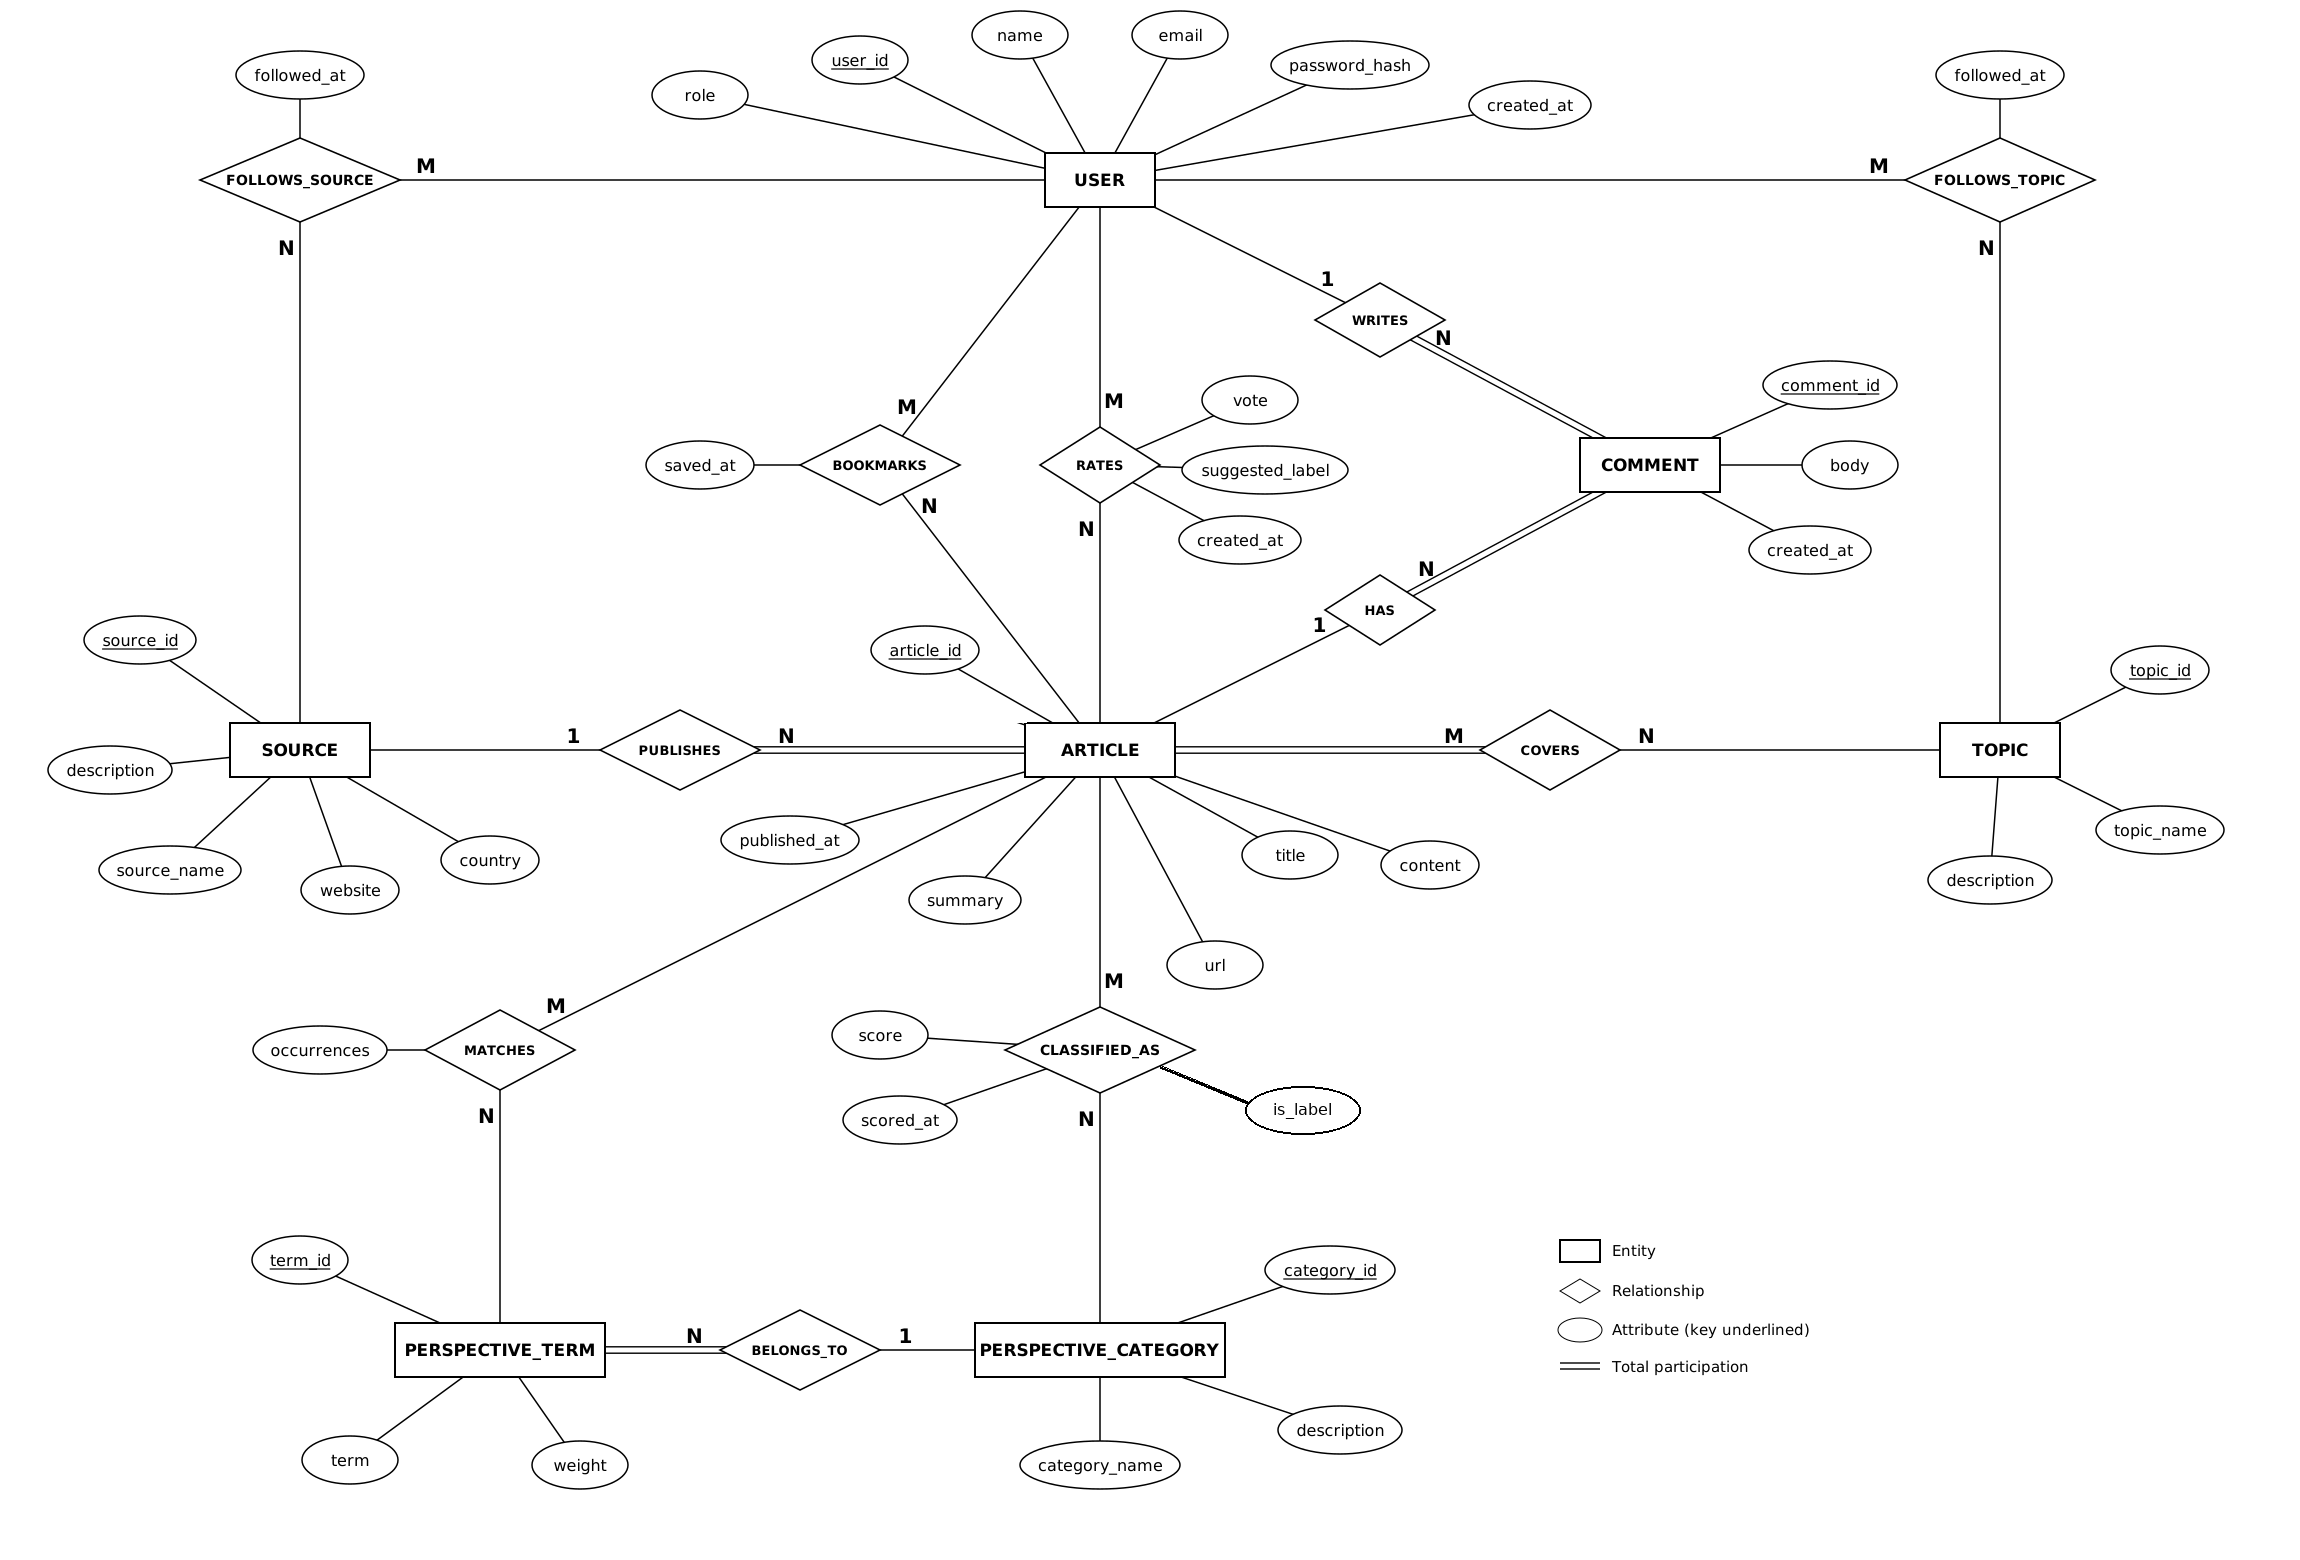 name
email
user_id
password_hash
followed_at
followed_at
role
created_at
M
M
FOLLOWS_SOURCE
USER
FOLLOWS_TOPIC
N
N
1
WRITES
N
comment_id
vote
M
M
saved_at
BOOKMARKS
RATES
suggested_label
COMMENT
body
N
N
created_at
created_at
N
HAS
1
source_id
article_id
topic_id
1
N
M
N
SOURCE
PUBLISHES
ARTICLE
COVERS
TOPIC
description
published_at
topic_name
title
country
content
source_name
website
summary
description
url
M
M
score
occurrences
MATCHES
CLASSIFIED_AS
is_label
N
scored_at
N
Entity
term_id
category_id
Relationship
Attribute (key underlined)
N
1
PERSPECTIVE_TERM
BELONGS_TO
PERSPECTIVE_CATEGORY
Total participation
description
term
weight
category_name